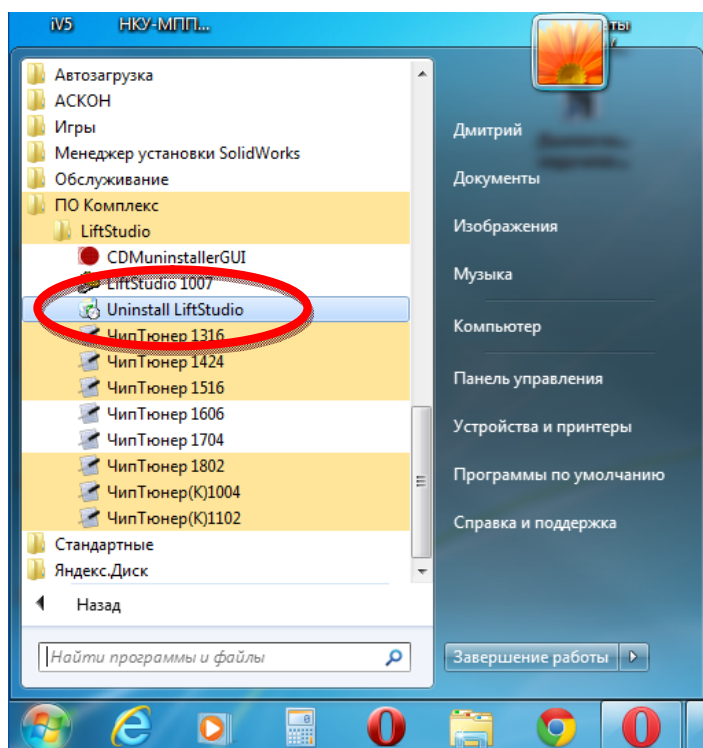 iV5
НКУ-МПП...
Автозагрузка
АСКОН
Игры
Менеджер установки SolidWorks
Обслуживание
ПО Комплекс
LiftStudio
CDMuninstallerGUI
LiftStudio 1007
Uninstall LiftStudio
ЧипТюнер 1316
ЧипТюнер 1424
ЧипТюнер 1516
ЧипТюнер 1606
ЧипТюнер 1704
ЧипТюнер 1802
ЧипТюнер(К)1004
ЧипТюнер(К)1102
Стандартные
Яндекс.Диск
Назад
Найти программы и файлы
Дмитрий
Документы
Изображения
Музыка
Компьютер
Панель управления
Устройства и принтеры
Программы по умолчанию
Справка и поддержка
Завершение работы